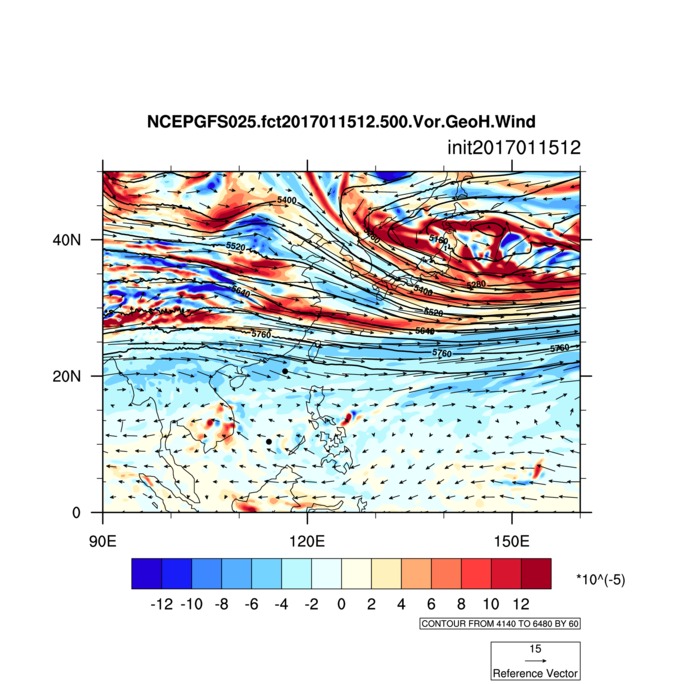 NCEPGFS025.fct2017011512.500.Vor.GeoH.Wind
init2017011512
5400
5160
5520
5640
5400
5280
5520
5640
5760
5760
5760
40N
20N
0
90E
120E
150E
-12 -10 -8 -6 -4 -2 0 2 4 6 8 10 12
*10^(-5)
CONTOUR FROM 4140 TO 6480 BY 60
15
Reference Vector